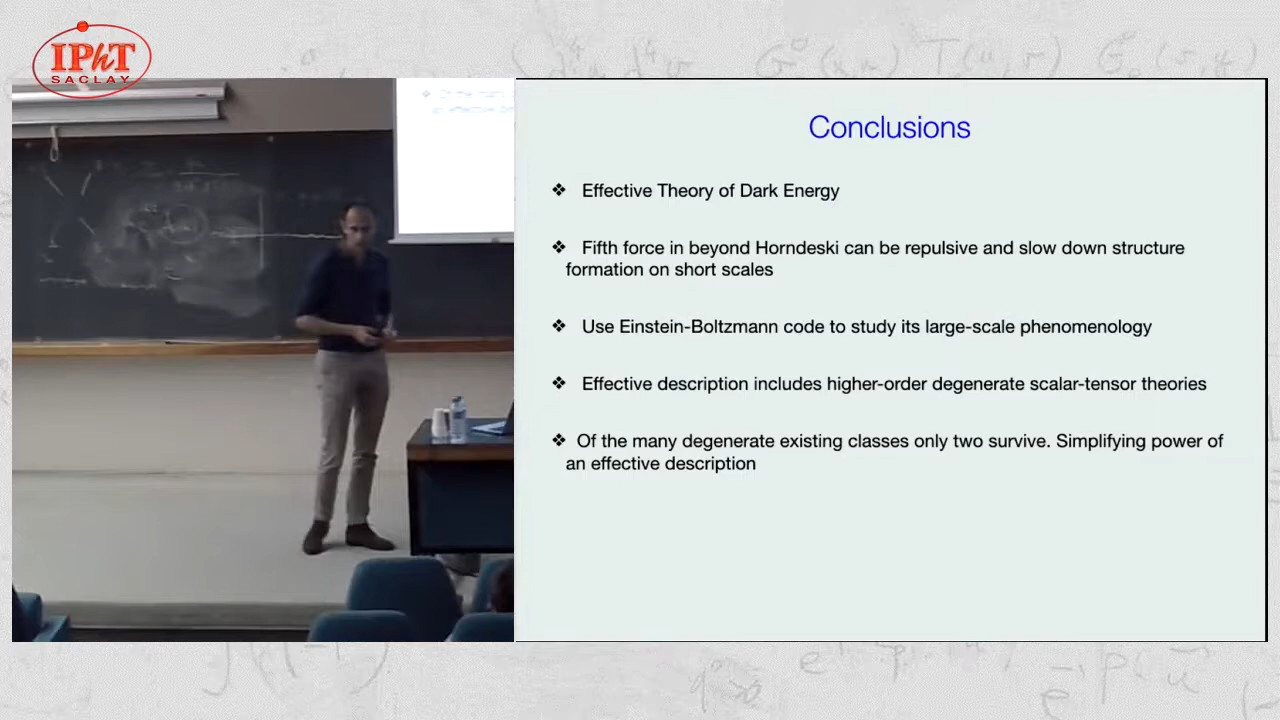 IPhT
SACLAY
Conclusions
❖ Effective Theory of Dark Energy
❖ Fifth force in beyond Horndeski can be repulsive and slow down structure
formation on short scales
❖ Use Einstein-Boltzmann code to study its large-scale phenomenology
❖ Effective description includes higher-order degenerate scalar-tensor theories
❖ Of the many degenerate existing classes only two survive. Simplifying power of
an effective description